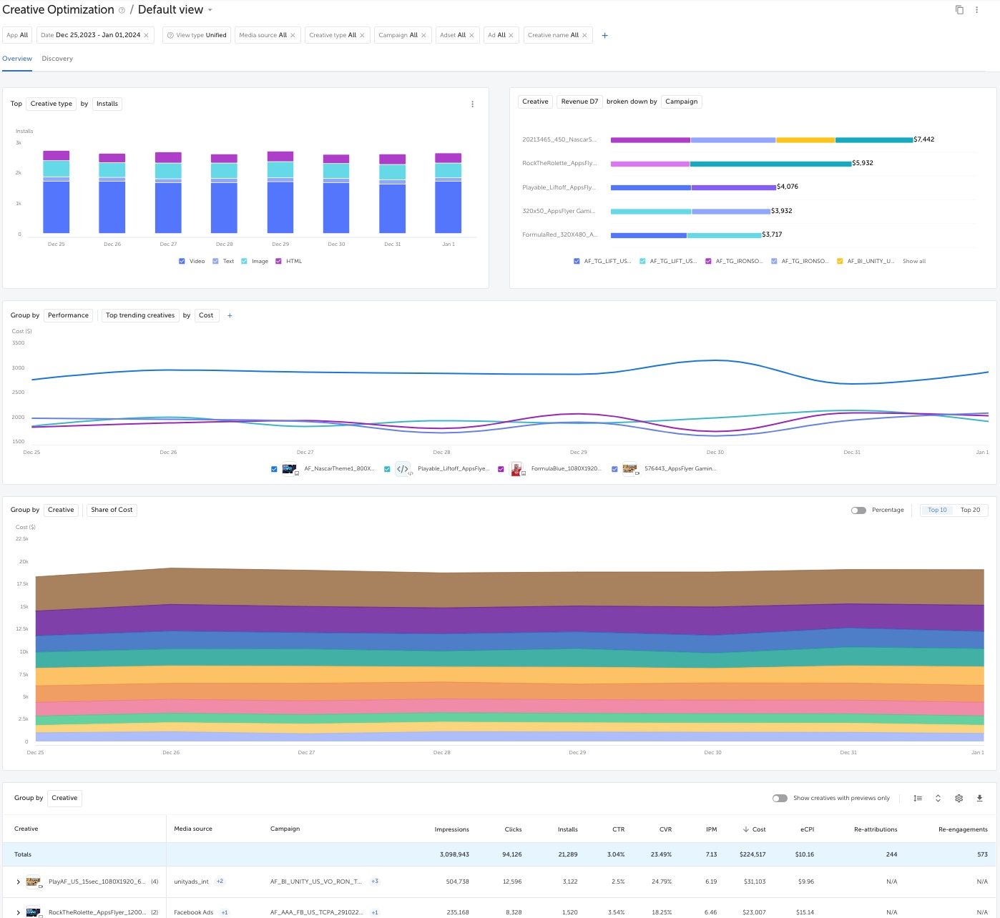 Creative Optimization / Default view
App All Date Dec 25,2023 - Jan 01,2024 View type Unified Media source All Creative type All Campaign All Adset All Ad All Creative name All +
Overview Discovery
Top Creative type by Installs
Installs
3k
2k
1k
0
Dec 25 Dec 26 Dec 27 Dec 28 Dec 29 Dec 30 Dec 31 Jan 1
Video Text Image HTML
Creative Revenue D7 broken down by Campaign
20213465_450_NascarS... $7,442
RockTheRolette_AppsFly... $5,932
Playable_Liftoff_AppsFly... $4,076
320x50_AppsFlyer Gami... $3,932
FormulaRed_320X480_A... $3,717
AF_TG_LIFT_US... AF_TG_LIFT_US... AF_TG_IRONSO... AF_TG_IRONSO... AF_BI_UNITY_U... Show all
Group by Performance Top trending creatives by Cost +
Cost ($)
3500
3000
2500
2000
1500
Dec 25 Dec 26 Dec 27 Dec 28 Dec 29 Dec 30 Dec 31 Jan 1
AF_NascarTheme1_800X... Playable_Liftoff_AppsFlye... FormulaBlue_1080X1920... 576443_AppsFlyer Gamin...
Group by Creative Share of Cost Percentage Top 10 Top 20
Cost ($)
22.5k
20k
17.5k
15k
12.5k
10k
7.5k
5k
2.5k
0
Dec 25 Dec 26 Dec 27 Dec 28 Dec 29 Dec 30 Dec 31 Jan 1
Group by Creative Show creatives with previews only
Creative Media source Campaign Impressions Clicks Installs CTR CVR IPM Cost eCPI Re-attributions Re-engagements
Totals 3,098,943 94,126 21,289 3.04% 23.49% 7.13 $224,517 $10.16 244 573
PlayAF_US_15sec_1080X1920_6... (4) unityads_int +2 AF_BI_UNITY_US_VO_RON_T... +3 504,738 12,596 3,122 2.5% 24.79% 6.19 $31,103 $9.96 N/A N/A
RockTheRolette_AppsFlyer_1200... (2) Facebook Ads +1 AF_AAA_FB_US_TCPA_291022... +1 235,168 8,328 1,520 3.54% 18.25% 6.46 $23,007 $15.14 N/A N/A